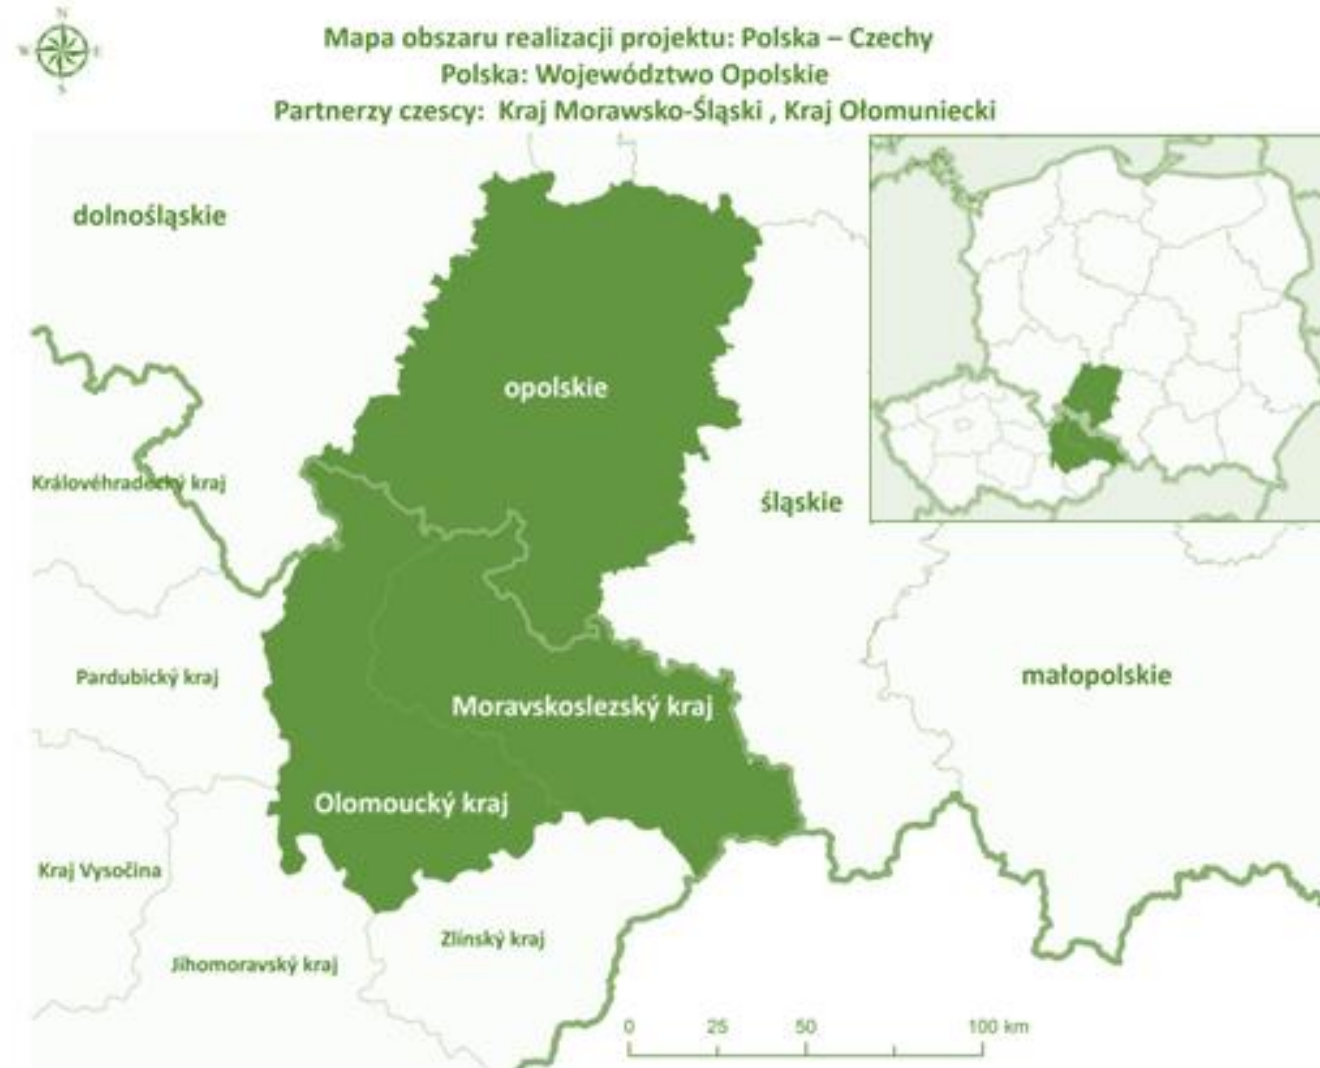 N
W E
S
Mapa obszaru realizacji projektu: Polska – Czechy
Polska: Województwo Opolskie
Partnerzy czescy: Kraj Morawsko-Śląski , Kraj Ołomuniecki
dolnośląskie
opolskie
Královéhradecký kraj
śląskie
Pardubický kraj
małopolskie
Moravskoslezský kraj
Olomoucký kraj
Kraj Vysočina
Zlínský kraj
Jihomoravský kraj
0 25 50 100 km